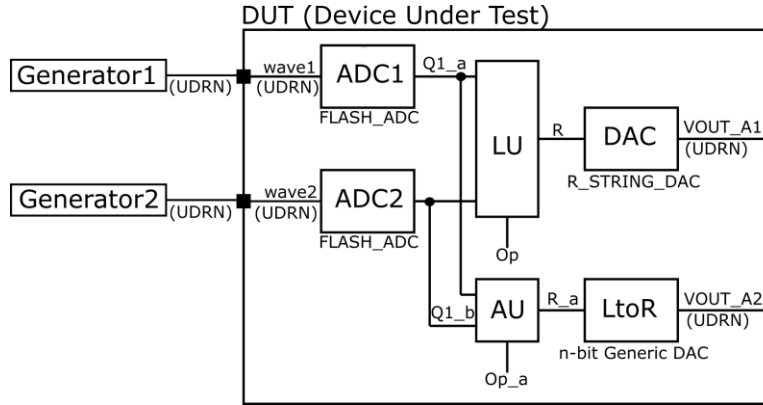 DUT (Device Under Test)
Generator1
(UDRN)
wave1
(UDRN)
ADC1
FLASH_ADC
Q1_a
LU
Op
R
DAC
R_STRING_DAC
VOUT_A1
(UDRN)
Generator2
(UDRN)
wave2
(UDRN)
ADC2
FLASH_ADC
Q1_b
AU
Op_a
R_a
LtoR
n-bit Generic DAC
VOUT_A2
(UDRN)